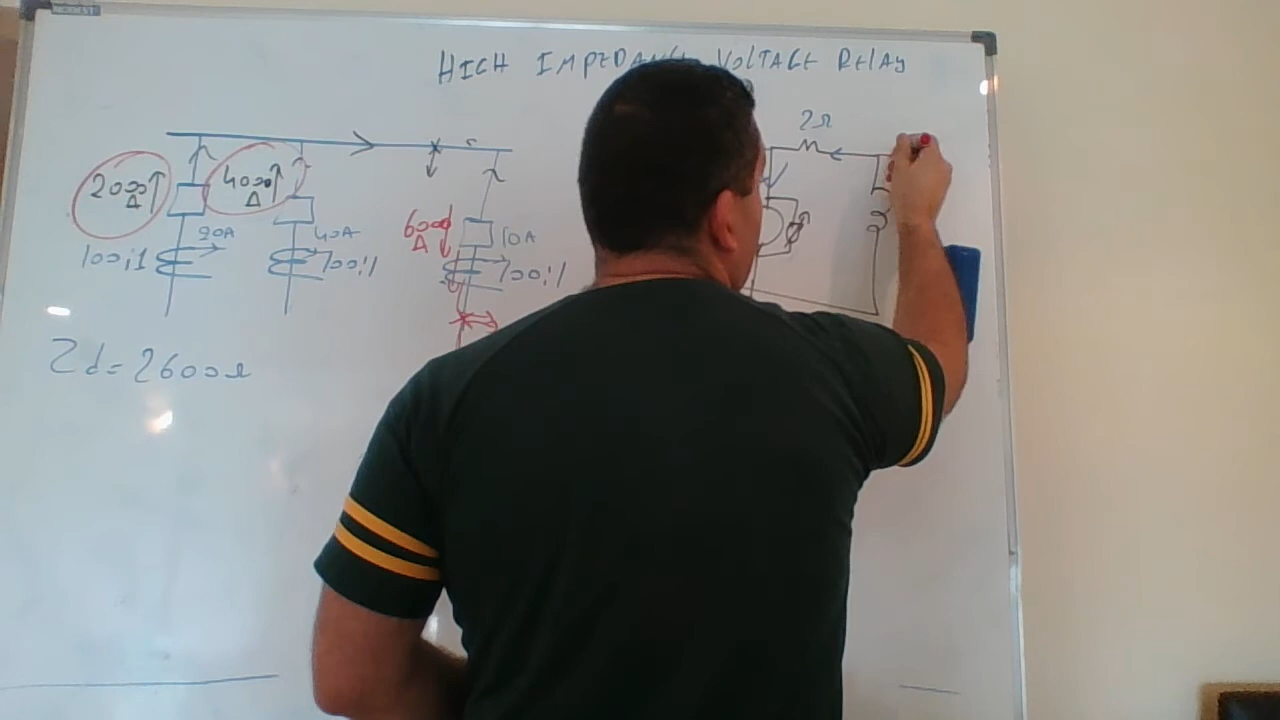 HIGH IMPEDANCE VOLTAGE RELAY
2Ω
2000
A
4000
A
6000
A
20A
40A
10A
100:1
100:1
100:1
Zd=2600Ω